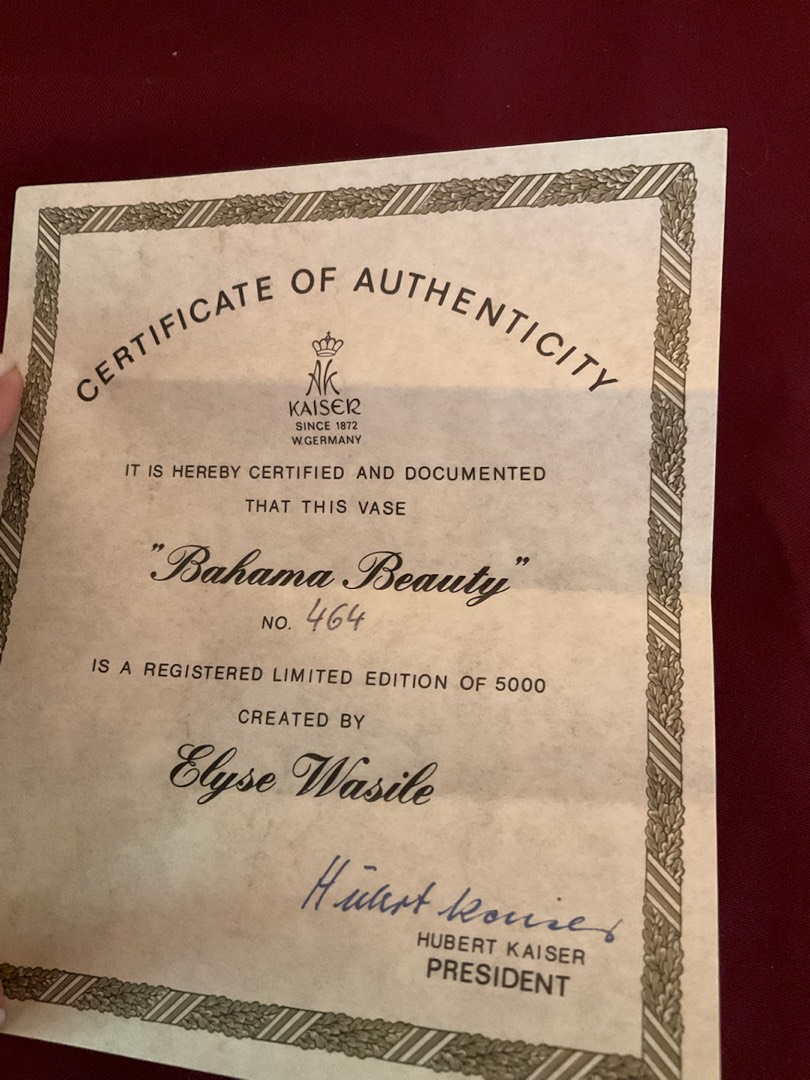 CERTIFICATE OF AUTHENTICITY
AK
KAISER
SINCE 1872
W.GERMANY
IT IS HEREBY CERTIFIED AND DOCUMENTED
THAT THIS VASE
"Bahama Beauty"
NO. 464
IS A REGISTERED LIMITED EDITION OF 5000
CREATED BY
Elyse Wasile
Hubert Kaiser
HUBERT KAISER
PRESIDENT